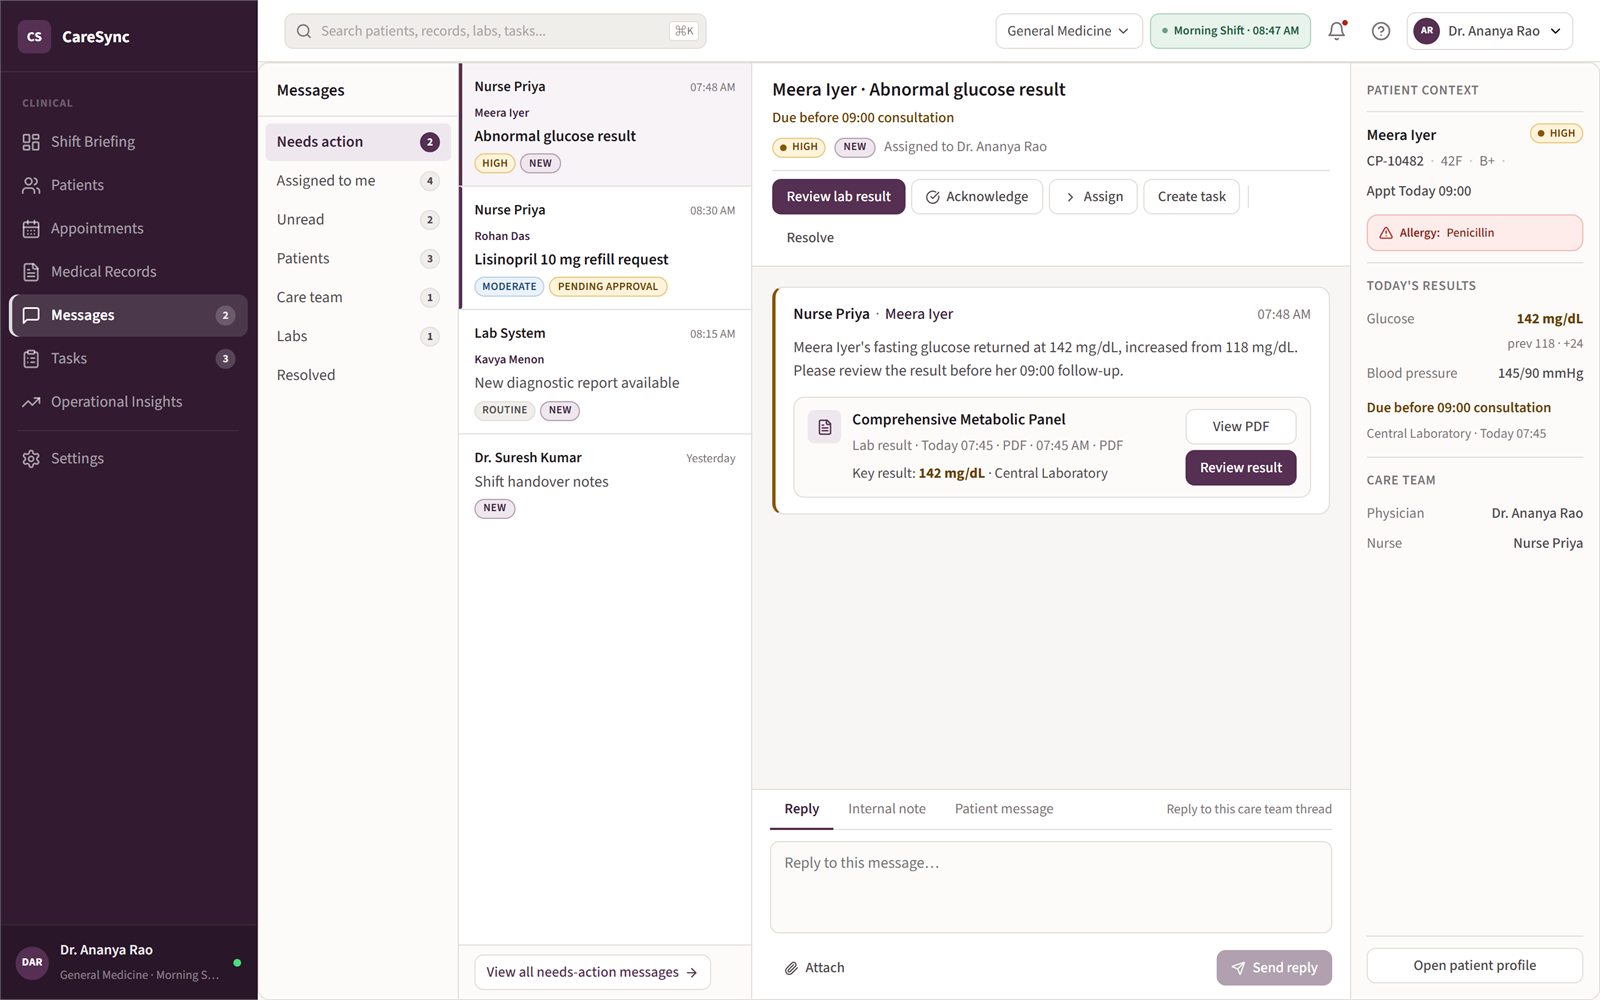 CS CareSync
CLINICAL
Shift Briefing
Patients
Appointments
Medical Records
Messages 2
Tasks 3
Operational Insights
Settings
DAR
Dr. Ananya Rao
General Medicine · Morning S...
Search patients, records, labs, tasks...
⌘K
General Medicine
Morning Shift · 08:47 AM
AR Dr. Ananya Rao
Messages
Needs action 2
Assigned to me 4
Unread 2
Patients 3
Care team 1
Labs 1
Resolved
Nurse Priya 07:48 AM
Meera Iyer
Abnormal glucose result
HIGH NEW
Nurse Priya 08:30 AM
Rohan Das
Lisinopril 10 mg refill request
MODERATE PENDING APPROVAL
Lab System 08:15 AM
Kavya Menon
New diagnostic report available
ROUTINE NEW
Dr. Suresh Kumar Yesterday
Shift handover notes
NEW
View all needs-action messages →
Meera Iyer · Abnormal glucose result
Due before 09:00 consultation
HIGH NEW Assigned to Dr. Ananya Rao
Review lab result Acknowledge Assign Create task
Resolve
Nurse Priya · Meera Iyer 07:48 AM
Meera Iyer's fasting glucose returned at 142 mg/dL, increased from 118 mg/dL.
Please review the result before her 09:00 follow-up.
Comprehensive Metabolic Panel
Lab result · Today 07:45 · PDF · 07:45 AM · PDF
Key result: 142 mg/dL · Central Laboratory
View PDF
Review result
Reply Internal note Patient message Reply to this care team thread
Reply to this message…
Attach
Send reply
PATIENT CONTEXT
Meera Iyer HIGH
CP-10482 · 42F · B+ ·
Appt Today 09:00
Allergy: Penicillin
TODAY'S RESULTS
Glucose 142 mg/dL
prev 118 · +24
Blood pressure 145/90 mmHg
Due before 09:00 consultation
Central Laboratory · Today 07:45
CARE TEAM
Physician Dr. Ananya Rao
Nurse Nurse Priya
Open patient profile